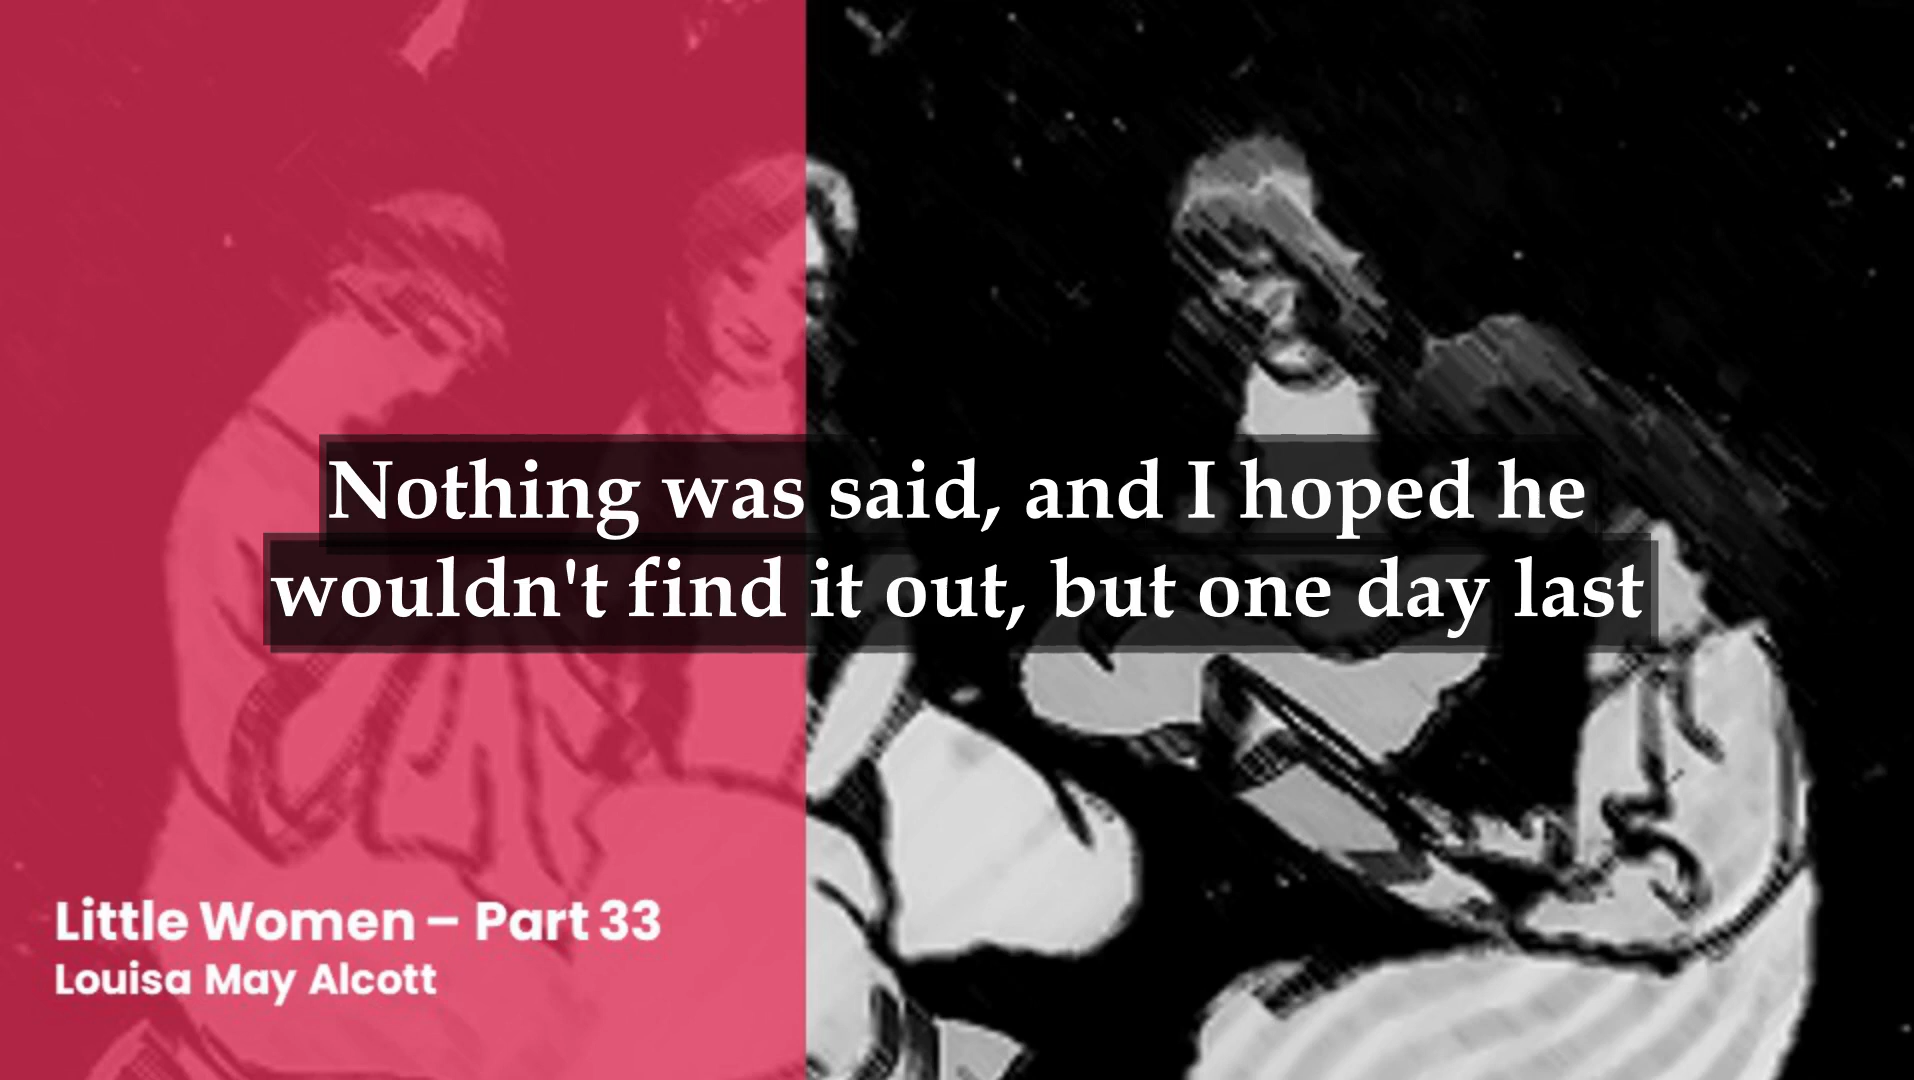 Nothing was said, and I hoped he
wouldn't find it out, but one day last
Little Women – Part 33
Louisa May Alcott